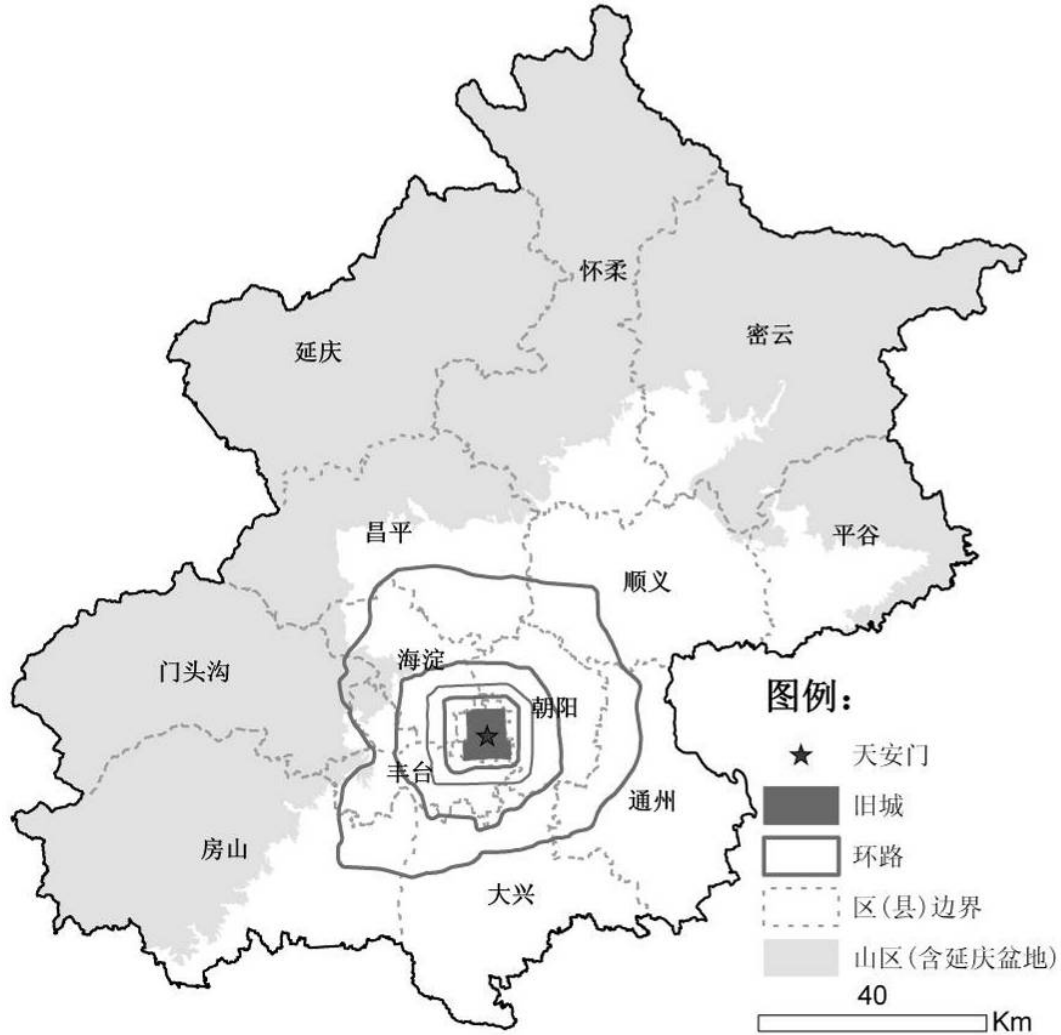 怀柔
密云
延庆
昌平
平谷
顺义
海淀
门头沟
朝阳
丰台
通州
房山
大兴
图例：
天安门
旧城
环路
区(县)边界
山区(含延庆盆地)
40
Km